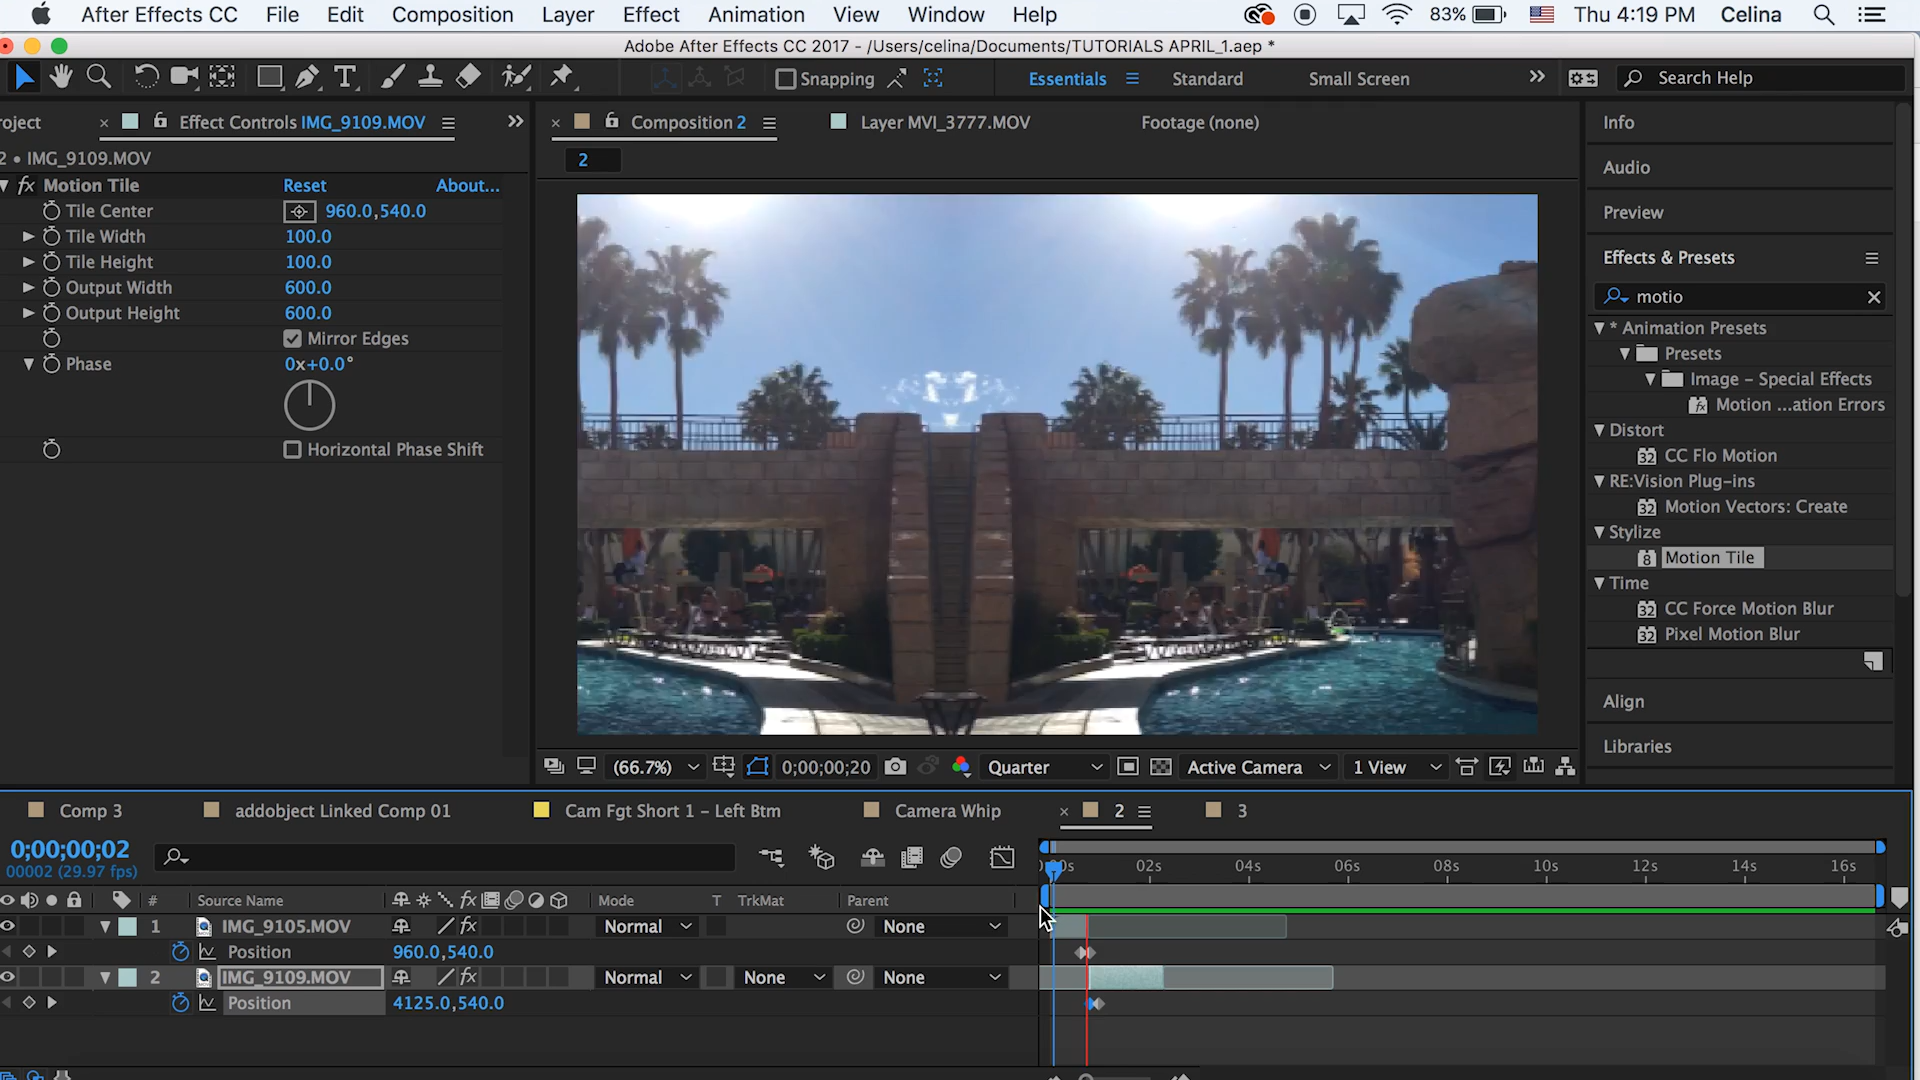 After Effects CC File Edit Composition Layer Effect Animation View Window Help 83% Thu 4:19 PM Celina
Adobe After Effects CC 2017 - /Users/celina/Documents/TUTORIALS APRIL_1.aep *
Snapping Essentials Standard Small Screen Search Help
roject Effect Controls IMG_9109.MOV Composition 2 Layer MVI_3777.MOV Footage (none)
2 • IMG_9109.MOV
2
Motion Tile Reset About...
Tile Center 960.0,540.0
Tile Width 100.0
Tile Height 100.0
Output Width 600.0
Output Height 600.0
Mirror Edges
Phase 0x+0.0°
Horizontal Phase Shift
Info
Audio
Preview
Effects & Presets
motio
* Animation Presets
Presets
Image - Special Effects
Motion ...ation Errors
Distort
32 CC Flo Motion
RE:Vision Plug-ins
32 Motion Vectors: Create
Stylize
8 Motion Tile
Time
32 CC Force Motion Blur
32 Pixel Motion Blur
Align
Libraries
(66.7%) 0;00;00;20 Quarter Active Camera 1 View
Comp 3 addobject Linked Comp 01 Cam Fgt Short 1 - Left Btm Camera Whip 2 3
0;00;00;02
00002 (29.97 fps)
00s 02s 04s 06s 08s 10s 12s 14s 16s
# Source Name Mode T TrkMat Parent
1 IMG_9105.MOV Normal None
Position 960.0,540.0
2 IMG_9109.MOV Normal None None
Position 4125.0,540.0